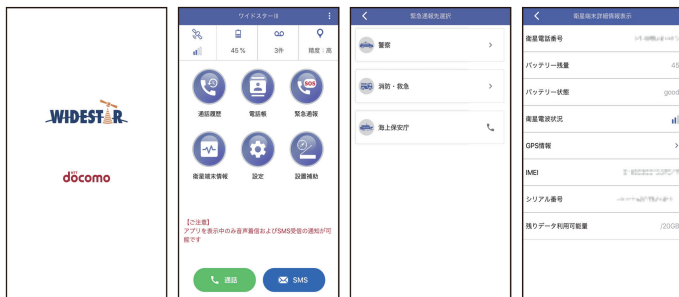 WIDESTAR
NTT
döcomo
ワイドスターⅢ
45 %
3件
精度：高
通話履歴
電話帳
SOS
緊急通報
衛星端末情報
設定
設置補助
【ご注意】
アプリを表示中のみ音声着信およびSMS受信の通知が可
能です
通話
SMS
緊急通報先選択
警察
消防・救急
海上保安庁
衛星端末詳細情報表示
衛星電話番号
バッテリー残量
45
バッテリー状態
good
衛星電波状況
GPS情報
IMEI
シリアル番号
残りデータ利用可能量
/20GB